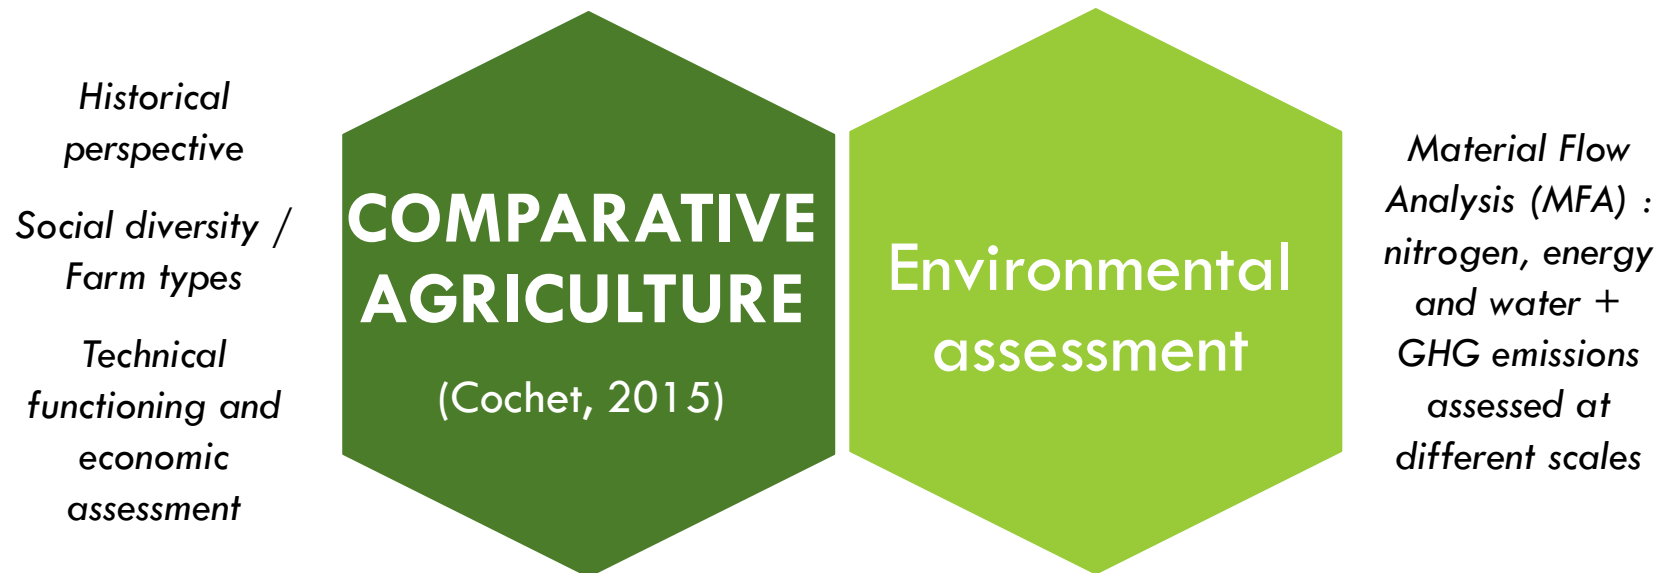 Historical
perspective
Social diversity /
Farm types
Technical
functioning and
economic
assessment
COMPARATIVE
AGRICULTURE
(Cochet, 2015)
Environmental
assessment
Material Flow
Analysis (MFA) :
nitrogen, energy
and water +
GHG emissions
assessed at
different scales